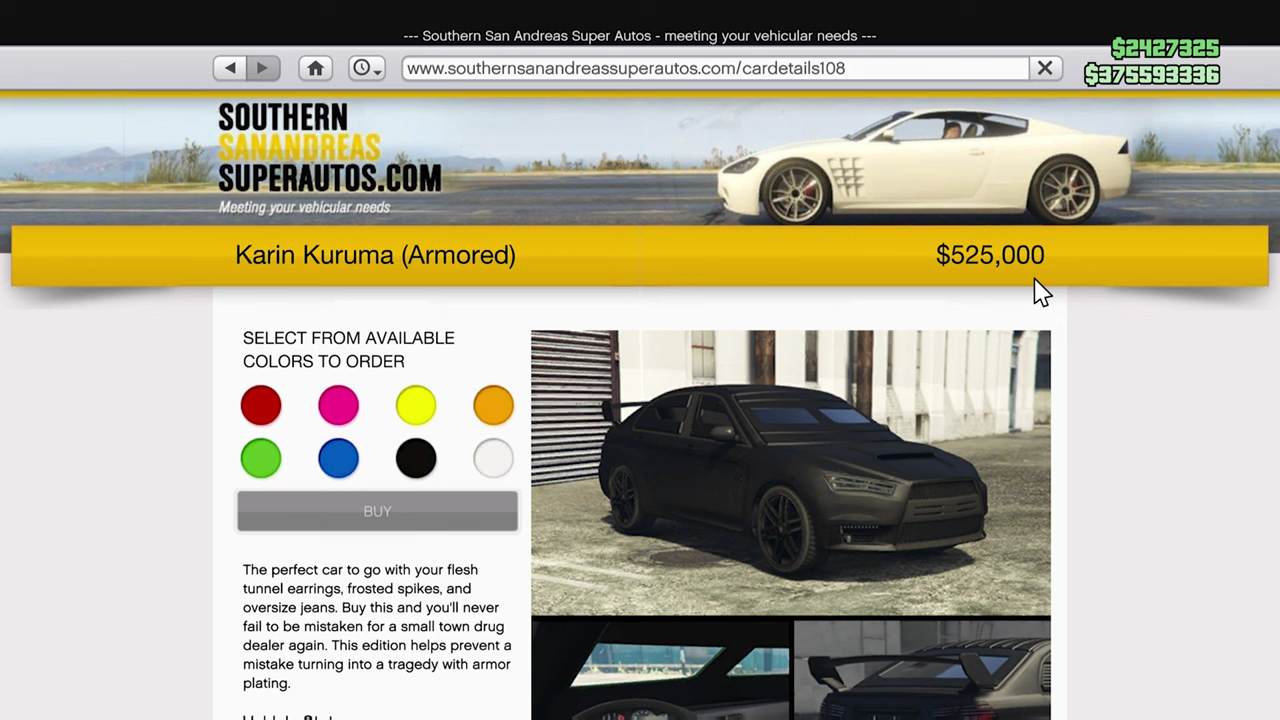 --- Southern San Andreas Super Autos - meeting your vehicular needs ---
$2427325
www.southernsanandreassuperautos.com/cardetails108
$375593336
SOUTHERN
SANANDREAS
SUPERAUTOS.COM
Meeting your vehicular needs
Karin Kuruma (Armored)
$525,000
SELECT FROM AVAILABLE
COLORS TO ORDER
BUY
The perfect car to go with your flesh
tunnel earrings, frosted spikes, and
oversize jeans. Buy this and you'll never
fail to be mistaken for a small town drug
dealer again. This edition helps prevent a
mistake turning into a tragedy with armor
plating.